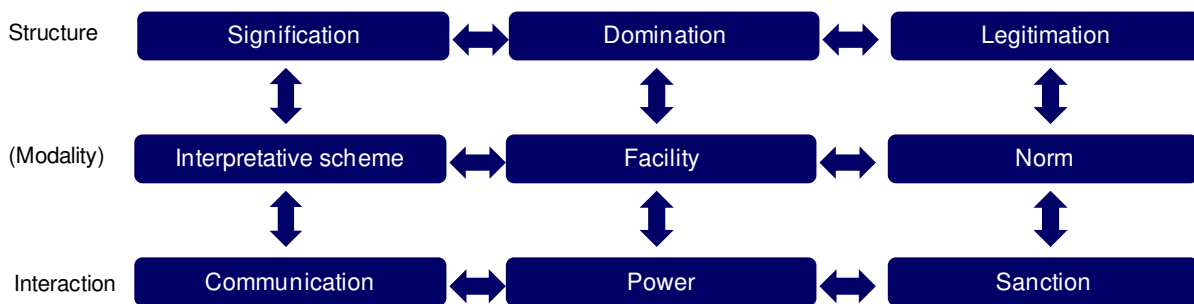 Structure Signification Domination Legitimation
(Modality) Interpretative scheme Facility Norm
Interaction Communication Power Sanction